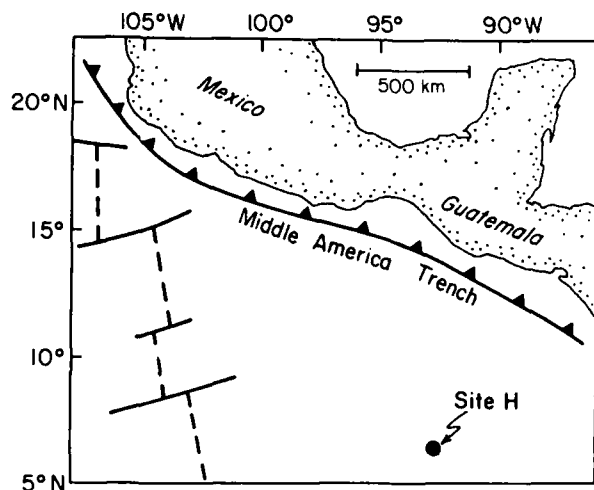 105°W 100° 95° 90°W
20°N
15°
10°
5°N
500 km
Mexico
Guatemala
Middle America Trench
Site H